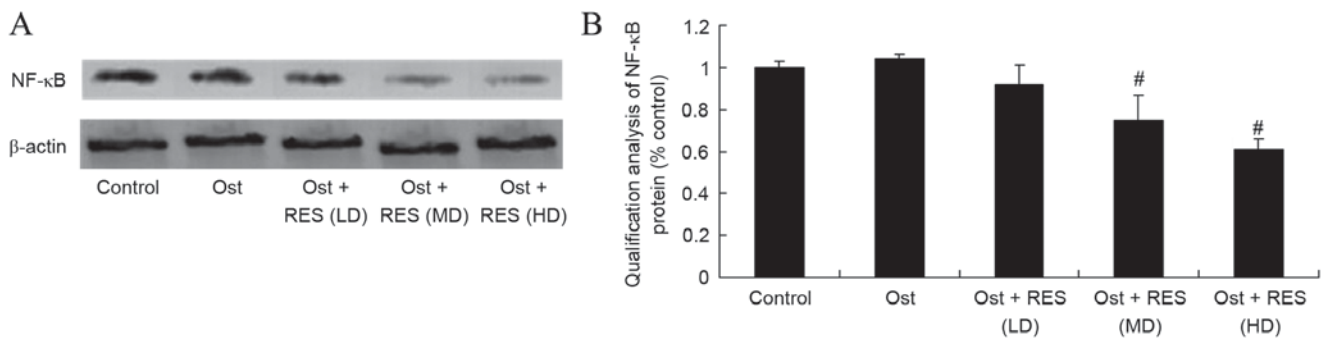 A
NF-κB
β-actin
Control Ost Ost + Ost + Ost +
RES (LD) RES (MD) RES (HD)
B
Qualification analysis of NF-κB
protein (% control)
1.2
1
0.8
0.6
0.4
0.2
0
#
#
Control Ost Ost + RES Ost + RES Ost + RES
(LD) (MD) (HD)